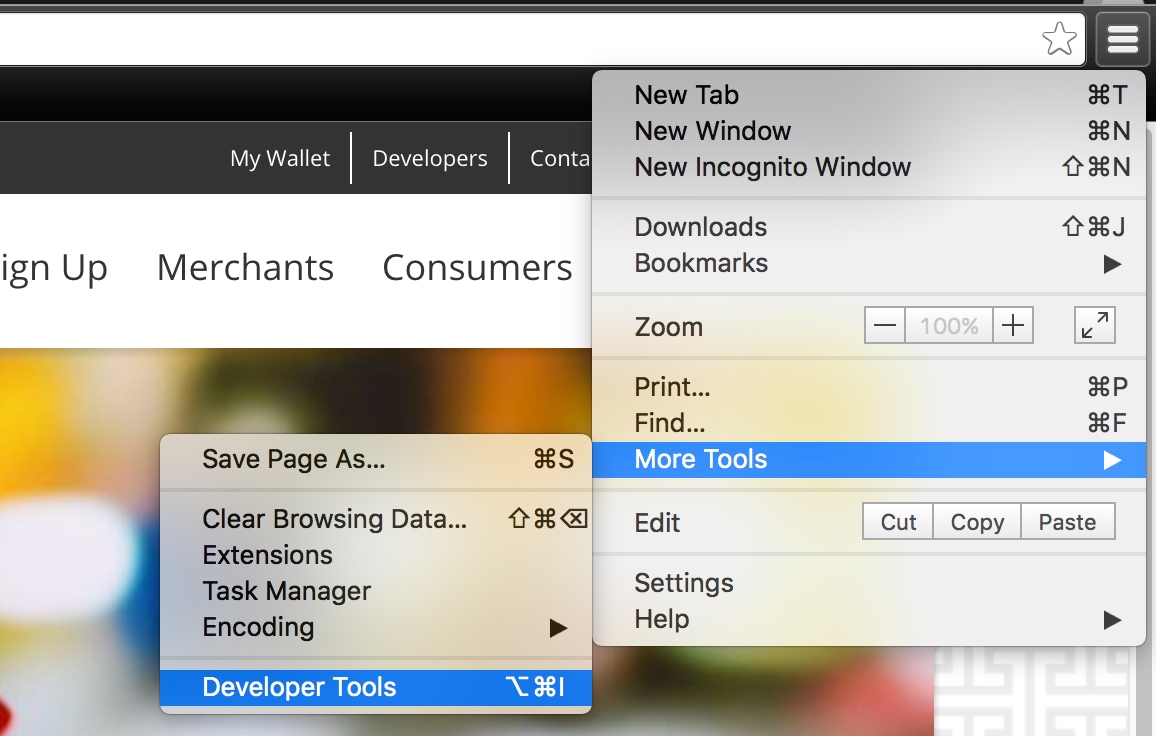 My Wallet
Developers
Conta
ign Up
Merchants
Consumers
New Tab ⌘T
New Window ⌘N
New Incognito Window ⇧⌘N
Downloads ⇧⌘J
Bookmarks ▶
Zoom — 100% +
Print... ⌘P
Find... ⌘F
More Tools ▶
Edit Cut Copy Paste
Settings
Help ▶
Save Page As... ⌘S
Clear Browsing Data... ⇧⌘⌫
Extensions
Task Manager
Encoding ▶
Developer Tools ⌥⌘I